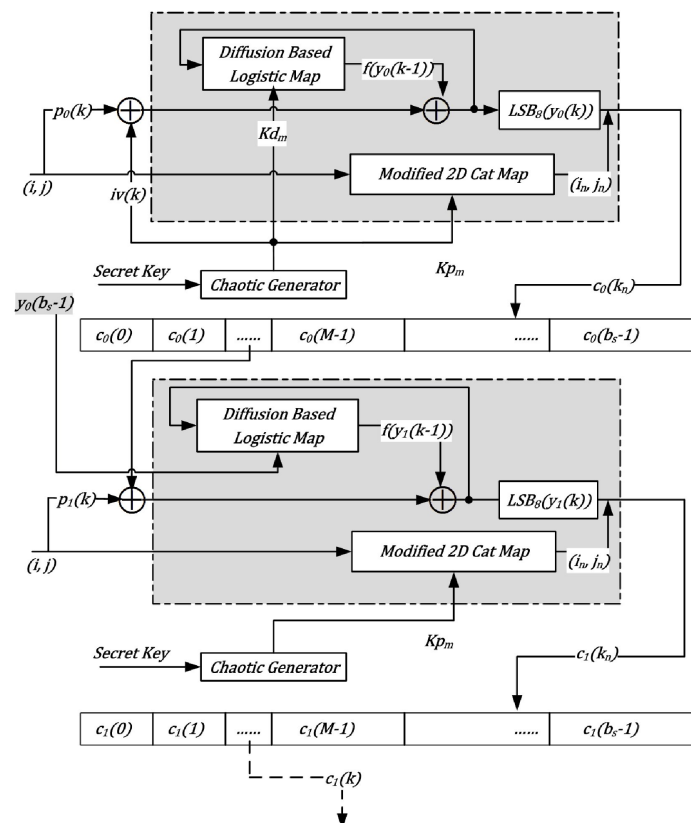 Diffusion Based
Logistic Map
f(y₀(k-1))
p₀(k)
LSB₈(y₀(k))
Kdₘ
Modified 2D Cat Map
(i, j)
iv(k)
(iₙ, jₙ)
Kpₘ
Secret Key
Chaotic Generator
c₀(kₙ)
y₀(bₛ-1)
c₀(0) c₀(1) ...... c₀(M-1) ...... c₀(bₛ-1)
Diffusion Based
Logistic Map
f(y₁(k-1))
p₁(k)
LSB₈(y₁(k))
Modified 2D Cat Map
(i, j)
(iₙ, jₙ)
Kpₘ
Secret Key
Chaotic Generator
c₁(kₙ)
c₁(0) c₁(1) ...... c₁(M-1) ...... c₁(bₛ-1)
c₁(k)